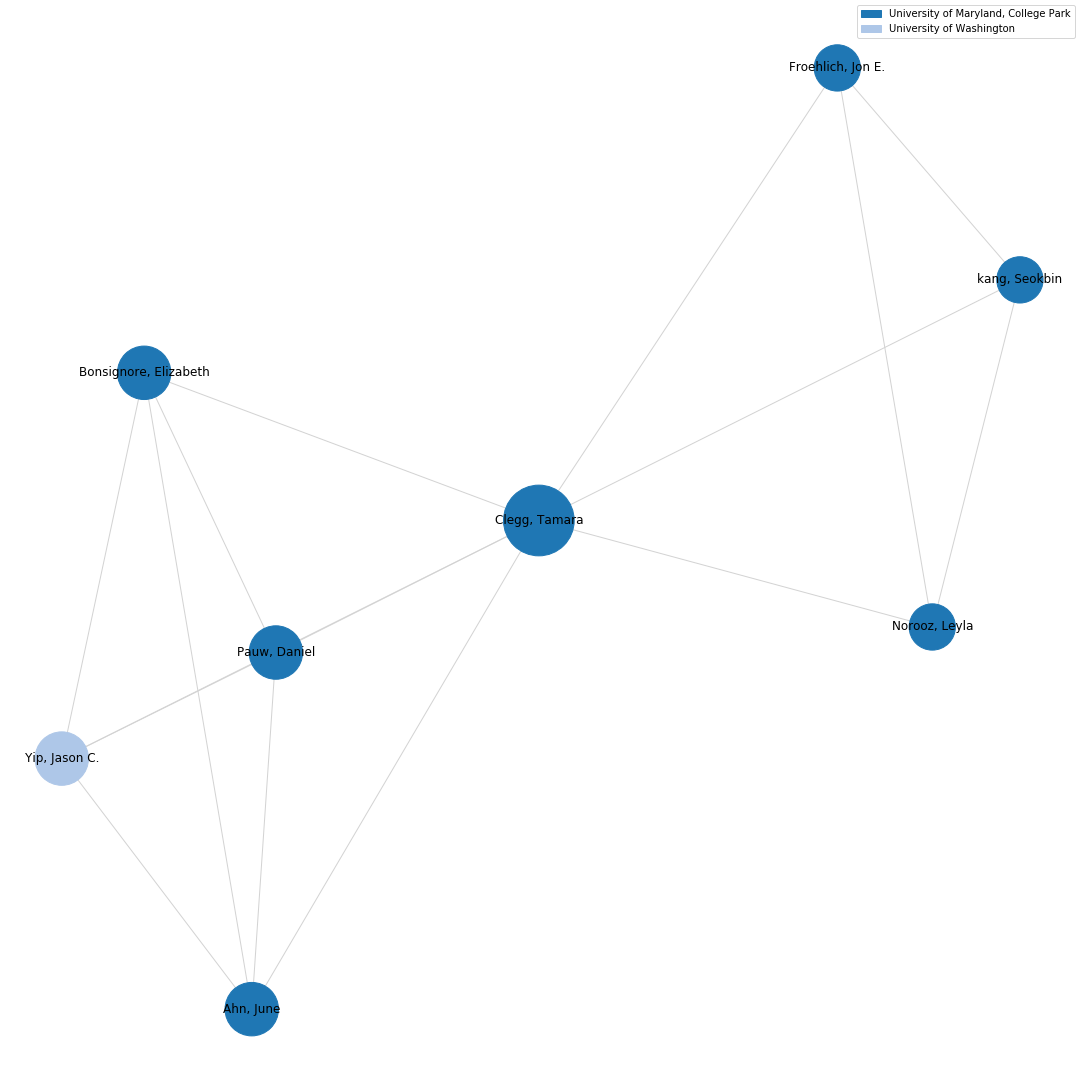 University of Maryland, College Park
University of Washington
Froehlich, Jon E.
kang, Seokbin
Bonsignore, Elizabeth
Clegg, Tamara
Norooz, Leyla
Pauw, Daniel
Yip, Jason C.
Ahn, June